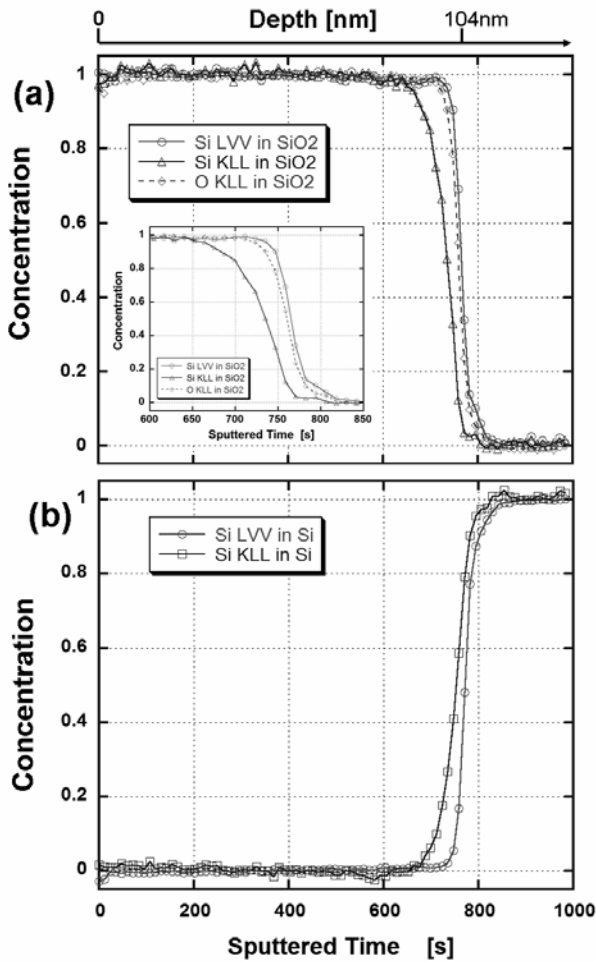 0 Depth [nm] 104nm
(a)
1
0.8
0.6
0.4
0.2
0
Concentration
Si LVV in SiO2
Si KLL in SiO2
O KLL in SiO2
1
0.8
0.6
0.4
0.2
0
Concentration
Si LVV in SiO2
Si KLL in SiO2
O KLL in SiO2
600 650 700 750 800 850
Sputtered Time [s]
(b)
1
0.8
0.6
0.4
0.2
0
Concentration
Si LVV in Si
Si KLL in Si
0 200 400 600 800 1000
Sputtered Time [s]